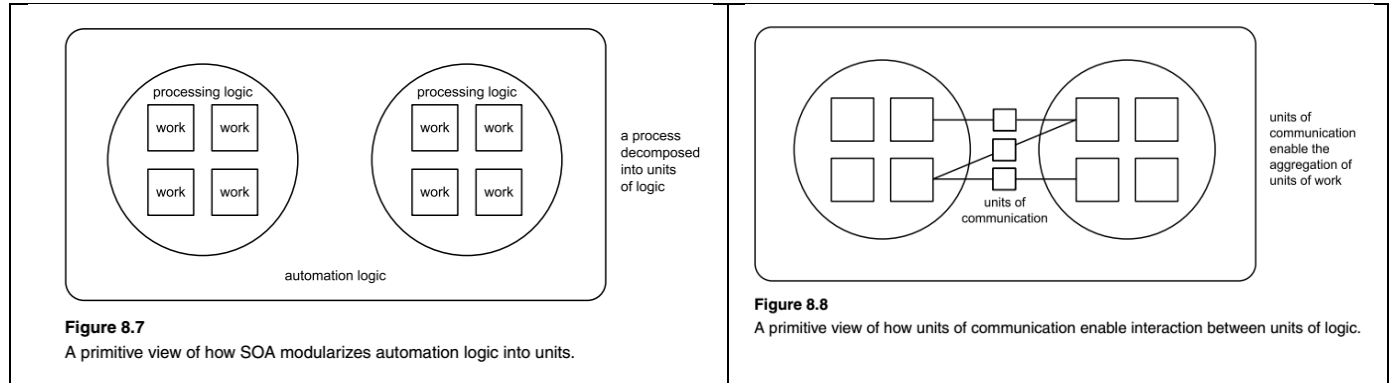 processing logic
work work
work work
processing logic
work work
work work
automation logic
a process
decomposed
into units
of logic
Figure 8.7
A primitive view of how SOA modularizes automation logic into units.
units of
communication
units of
communication
enable the
aggregation of
units of work
Figure 8.8
A primitive view of how units of communication enable interaction between units of logic.